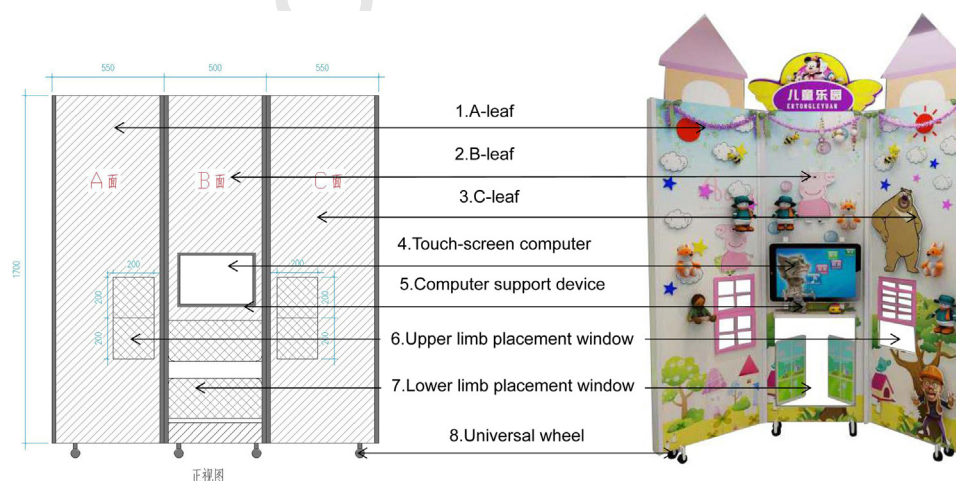 550
500
550
1700
A面
B面
C面
200
200
200
200
200
200
正视图
1.A-leaf
2.B-leaf
3.C-leaf
4.Touch-screen computer
5.Computer support device
6.Upper limb placement window
7.Lower limb placement window
8.Universal wheel
儿童乐园
ERTONGLEYUAN